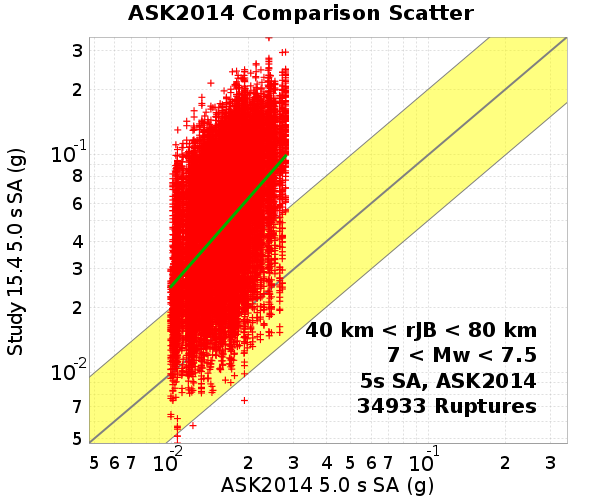 ASK2014 Comparison Scatter
Study 15.4 5.0 s SA (g)
3
2
10-1
8
6
4
3
2
10-2
7
5
40 km < rJB < 80 km
7 < Mw < 7.5
5s SA, ASK2014
34933 Ruptures
5 6 7 10-2 2 3 4 5 6 7 10-1 2 3
ASK2014 5.0 s SA (g)